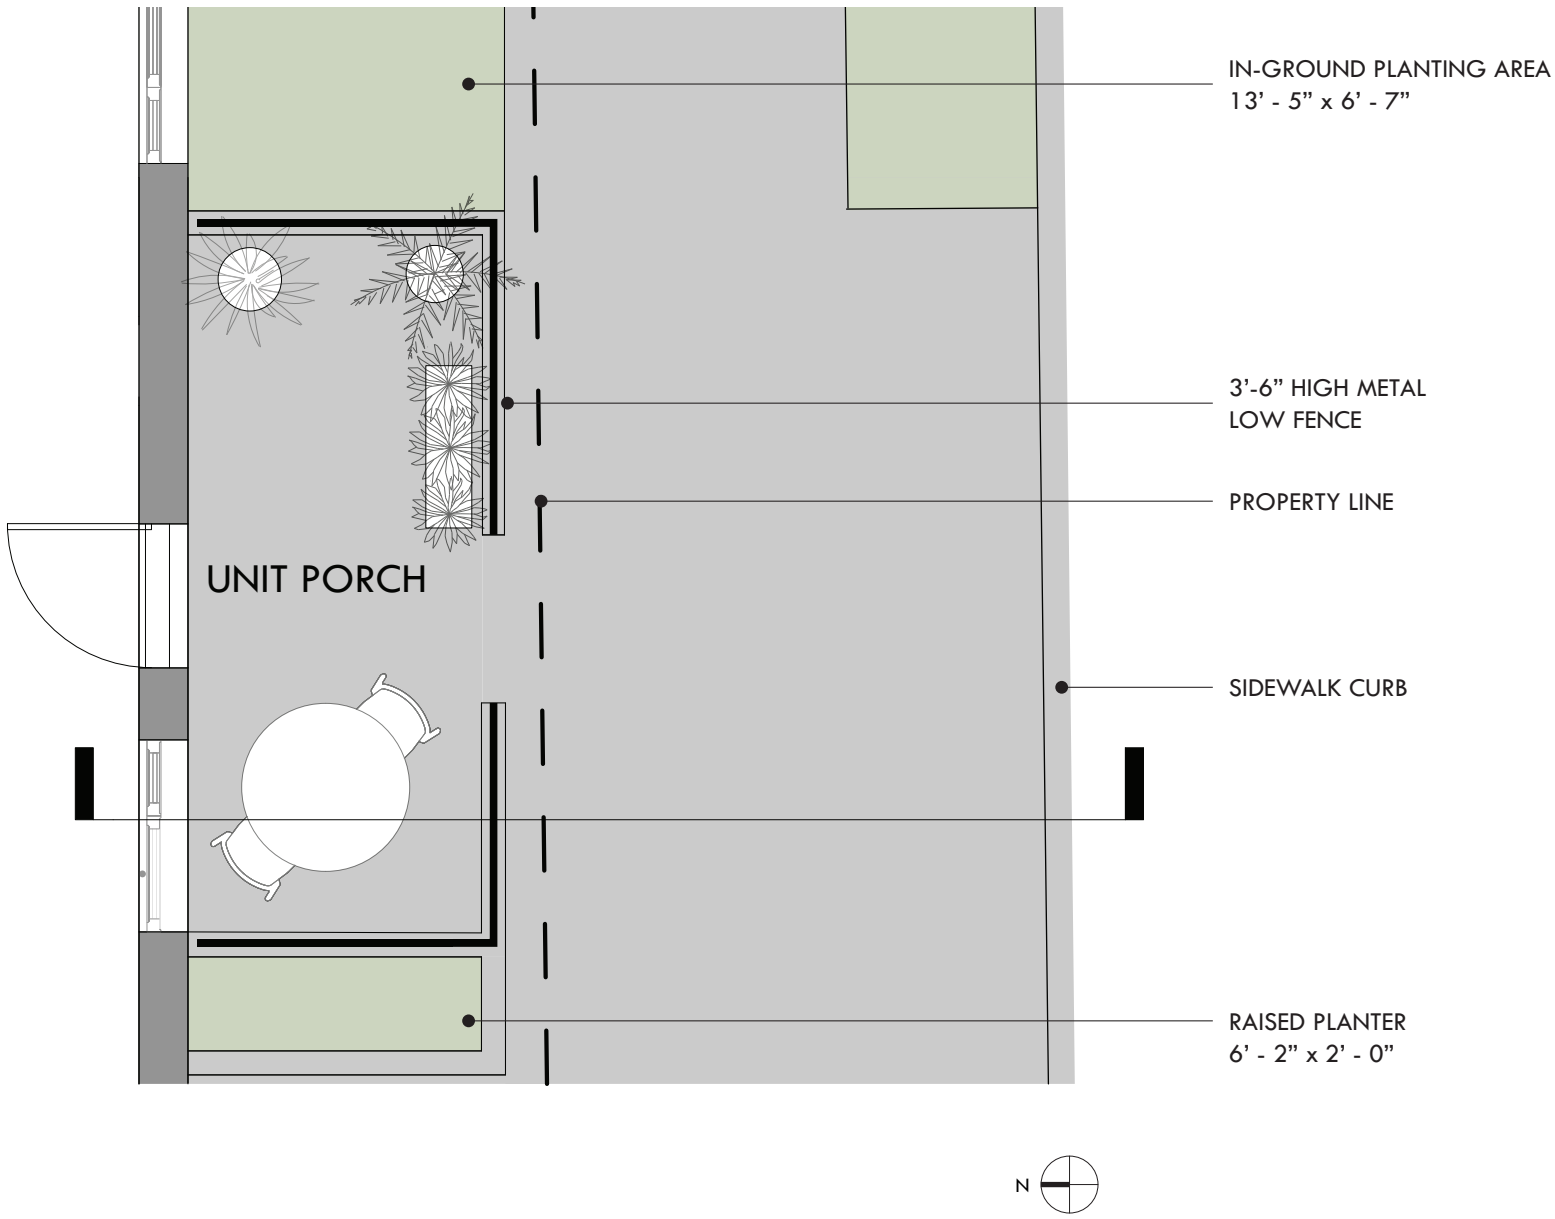 IN-GROUND PLANTING AREA
13’ - 5” x 6’ - 7”
3’-6” HIGH METAL
LOW FENCE
PROPERTY LINE
UNIT PORCH
SIDEWALK CURB
RAISED PLANTER
6’ - 2” x 2’ - 0”
N